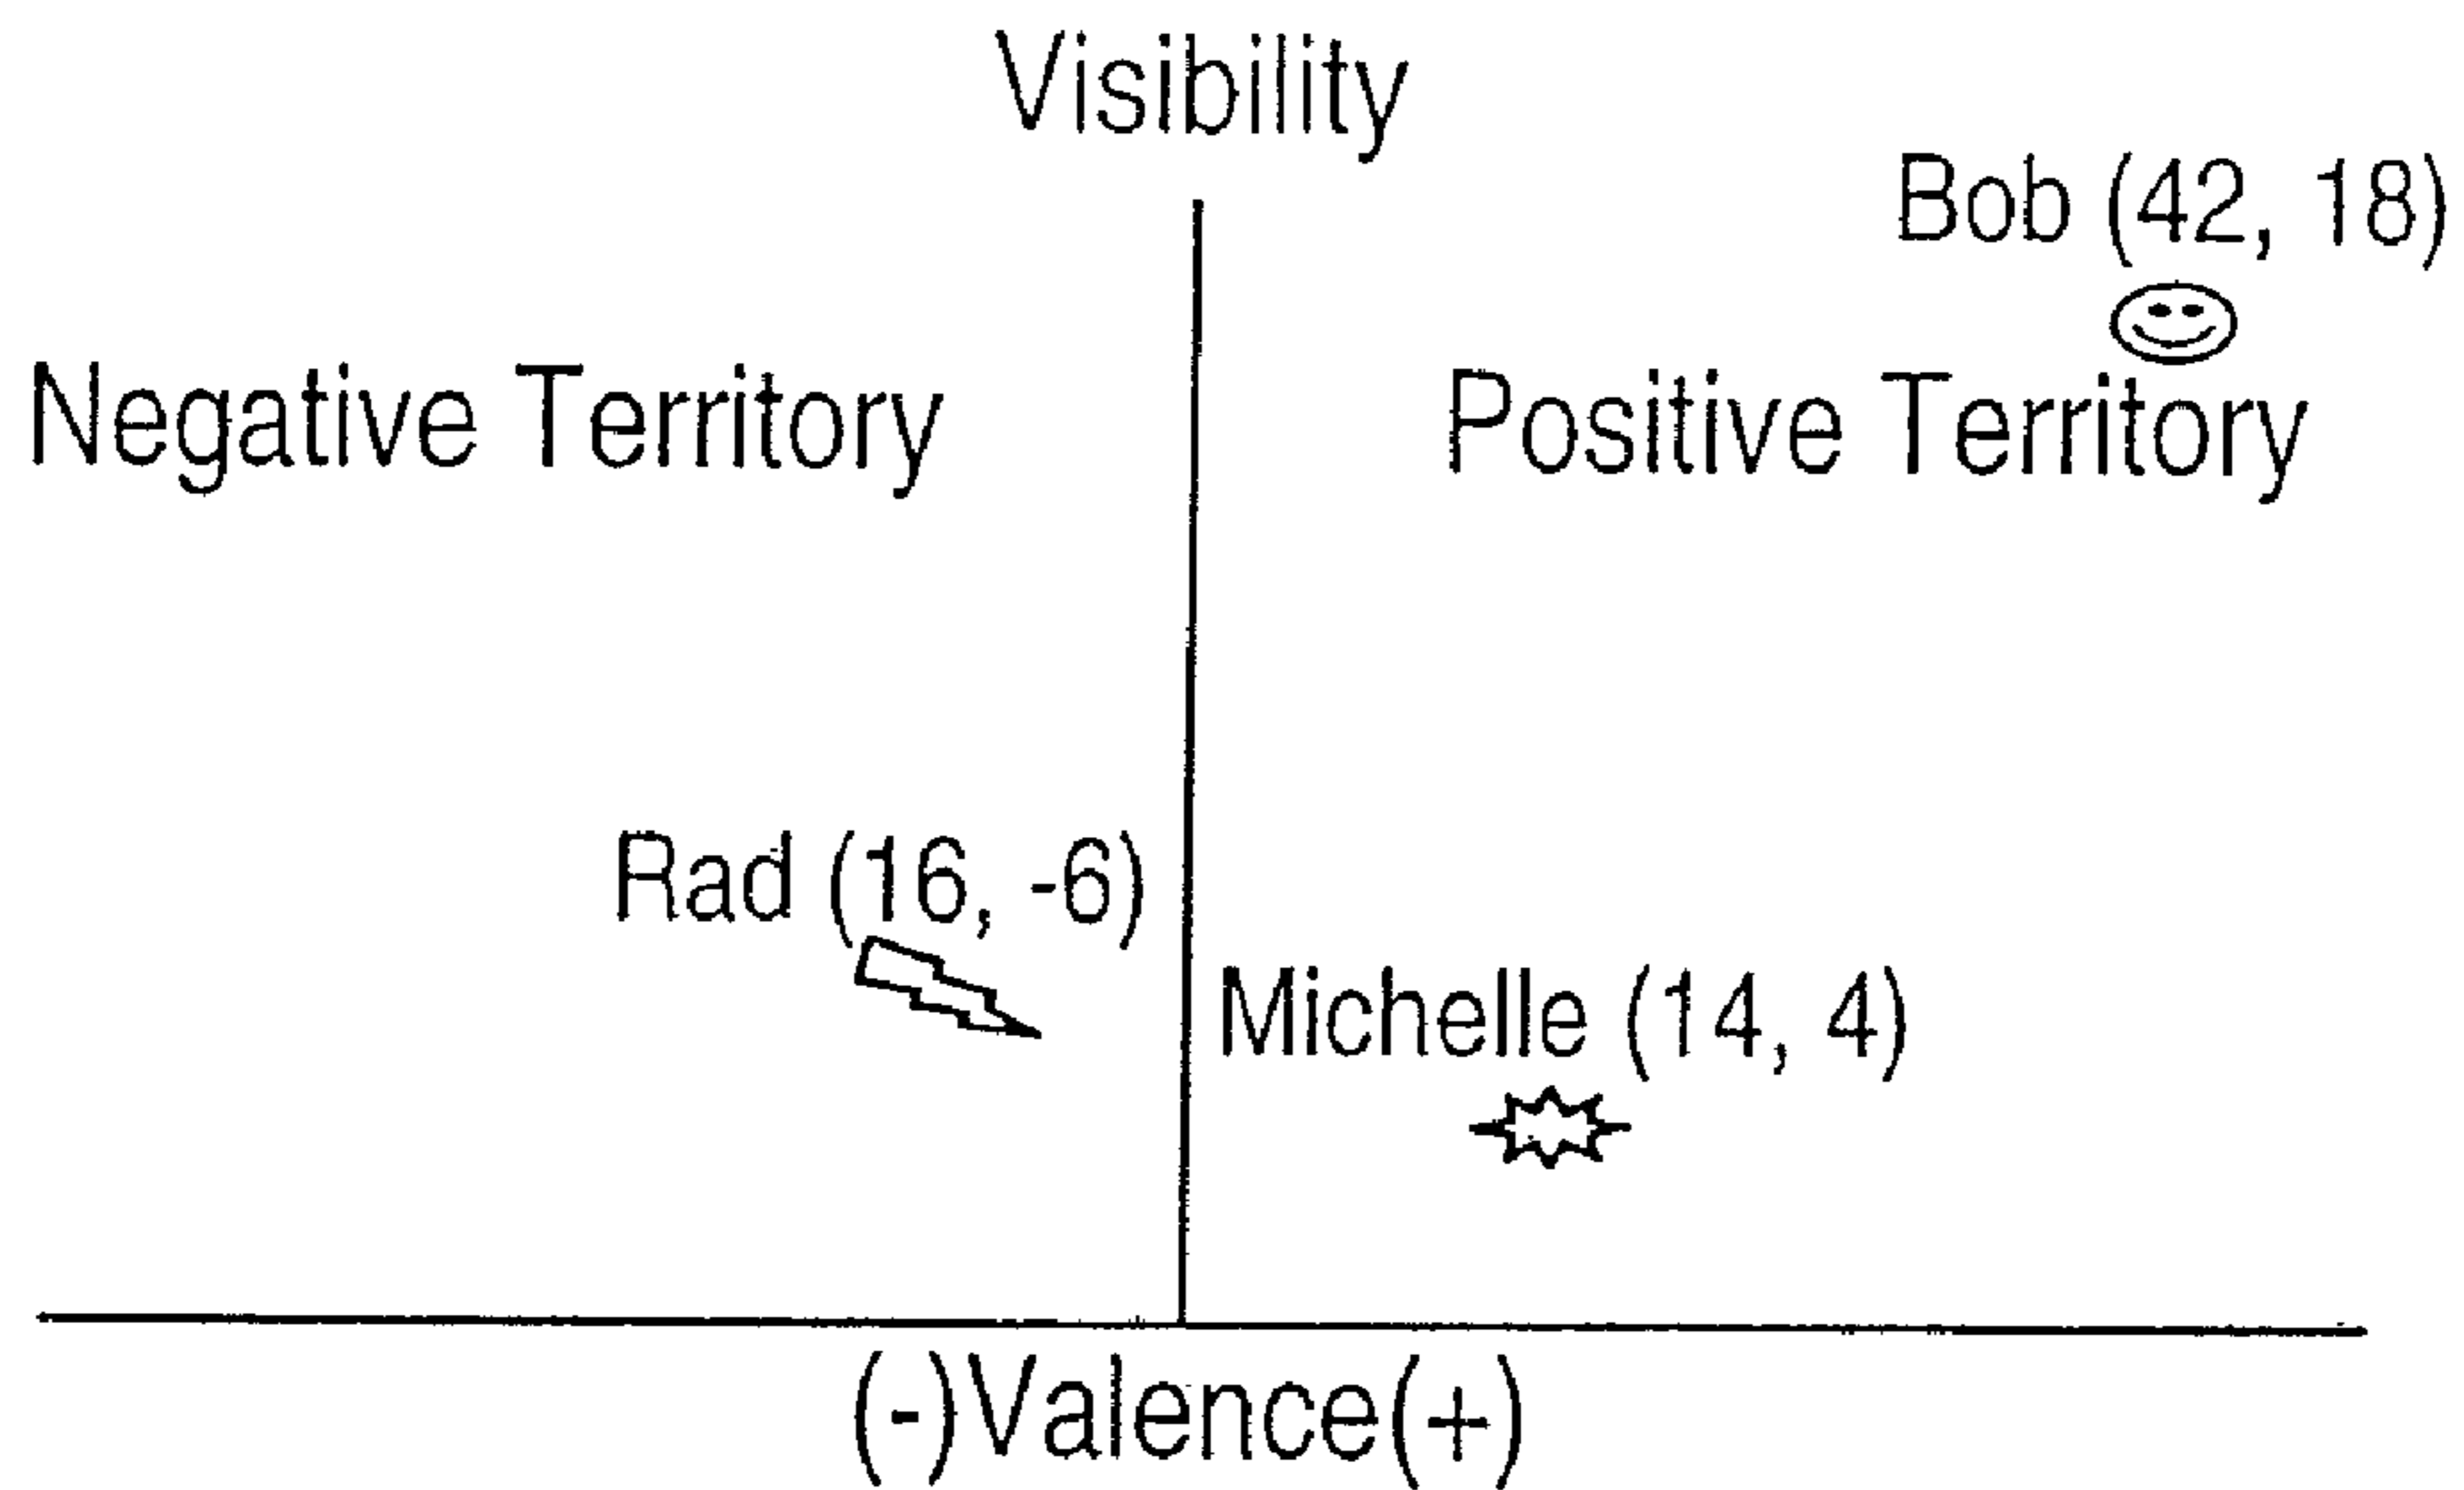 Visibility
Bob (42, 18)
Negative Territory
Positive Territory
Rad (16, -6)
Michelle (14, 4)
(-)Valence(+)